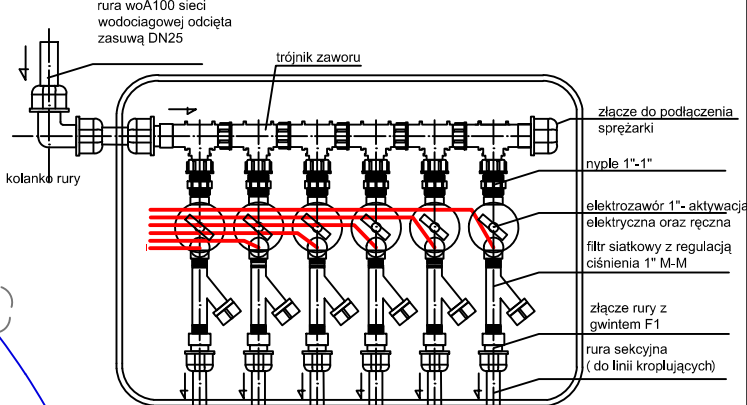 rura woA100 sieci
wodociagowej odcięta
zasuwą DN25
trójnik zaworu
złącze do podłączenia
sprężarki
kolanko rury
nyple 1"-1"
elektrozawór 1"- aktywacja
elektryczna oraz ręczna
filtr siatkowy z regulacją
ciśnienia 1" M-M
złącze rury z
gwintem F1
rura sekcyjna
( do linii kroplujących)